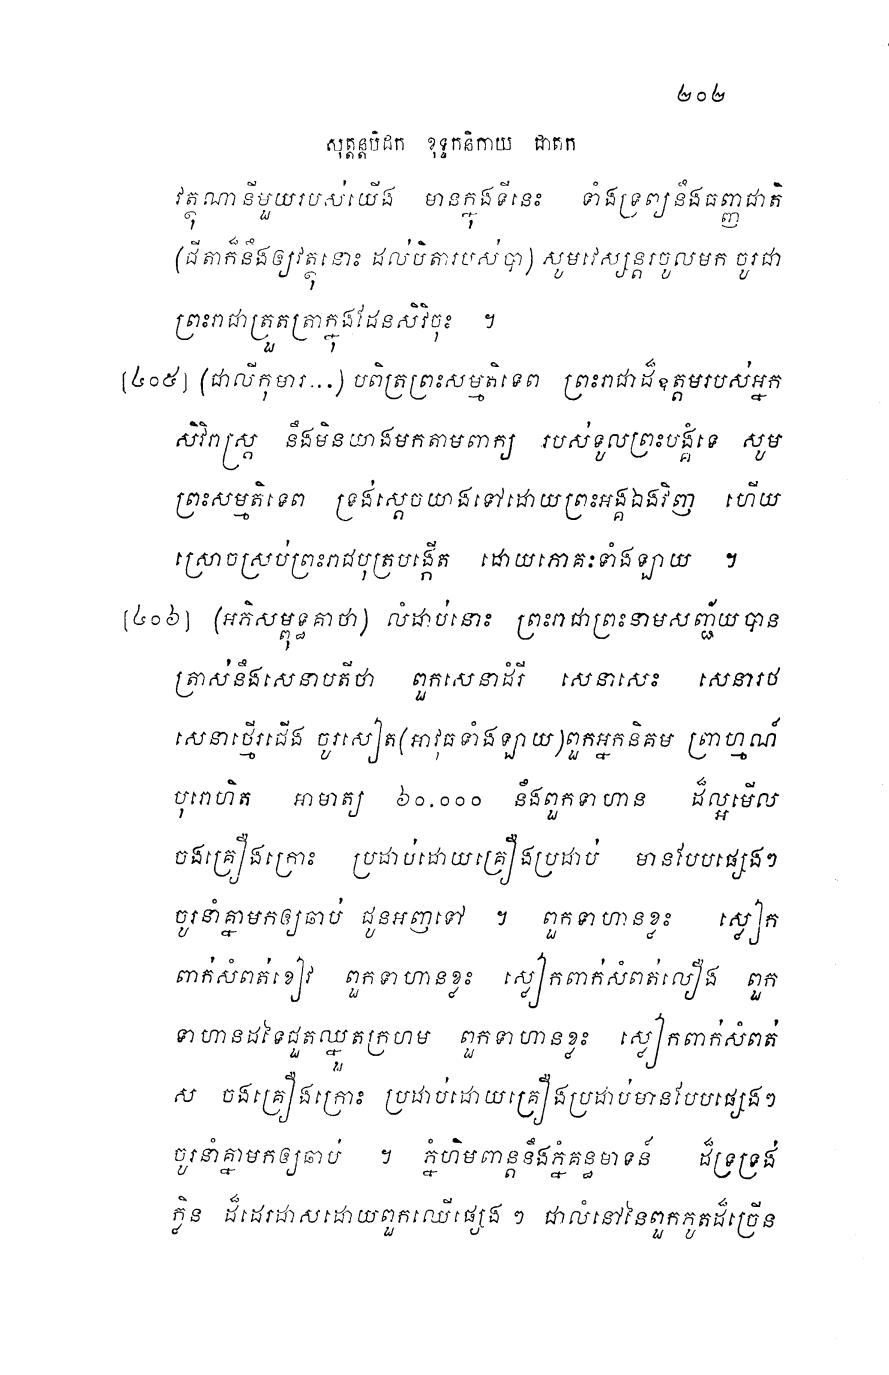 ២០២
សុត្តន្តបិដក ខុទ្ទកនិកាយ ជាតក
វត្ថុណានីមួយរបស់យើង មានក្នុងទីនេះ ទាំងទ្រព្យនឹងធញ្ញជាតិ
(ជីតាក៏នឹងឲ្យវត្ថុនោះ ដល់បិតារបស់បា) សូមវេស្សន្តរចូលមក ចូរជា
ព្រះរាជាត្រួតត្រាក្នុងដែនសិវិចុះ ។
[៤០៥] (ជាលីកុមារ...) បពិត្រព្រះសម្មតិទេព ព្រះរាជាដ៏ឧត្តមរបស់អ្នក
សិវិរាស្ត្រ នឹងមិនយាងមកតាមពាក្យ របស់ទូលព្រះបង្គំទេ សូម
ព្រះសម្មតិទេព ទ្រង់ស្តេចយាងទៅដោយព្រះអង្គឯងវិញ ហើយ
ស្រោចស្រប់ព្រះរាជបុត្របង្កើត ដោយភោគៈទាំងឡាយ ។
[៤០៦] (អភិសម្ពុទ្ធគាថា) លំដាប់នោះ ព្រះរាជាព្រះនាមសញ្ជ័យបាន
ត្រាស់នឹងសេនាបតីថា ពួកសេនាដំរី សេនាសេះ សេនារថ
សេនាថ្មើរជើង ចូរសៀត(អាវុធទាំងឡាយ)ពួកអ្នកនិគម ព្រាហ្មណ៍
បុរោហិត អាមាត្យ ៦០.០០០ នឹងពួកទាហាន ដ៏ល្អមើល
ចងគ្រឿងក្រោះ ប្រដាប់ដោយគ្រឿងប្រដាប់ មានបែបផ្សេងៗ
ចូរនាំគ្នាមកឲ្យឆាប់ ជូនអញទៅ ។ ពួកទាហានខ្លះ ស្លៀក
ពាក់សំពត់ខៀវ ពួកទាហានខ្លះ ស្លៀកពាក់សំពត់លឿង ពួក
ទាហានដទៃជួតឈ្នួតក្រហម ពួកទាហានខ្លះ ស្លៀកពាក់សំពត់
ស ចងគ្រឿងក្រោះ ប្រដាប់ដោយគ្រឿងប្រដាប់មានបែបផ្សេងៗ
ចូរនាំគ្នាមកឲ្យឆាប់ ។ ភ្នំហិមពាន្តនឹងភ្នំគន្ធមាទន៍ ដ៏ទ្រទ្រង់
ក្លិន ដ៏ដេរដាសដោយពួកឈើផ្សេង ៗ ជាលំនៅនៃពួកភូតដ៏ច្រើន